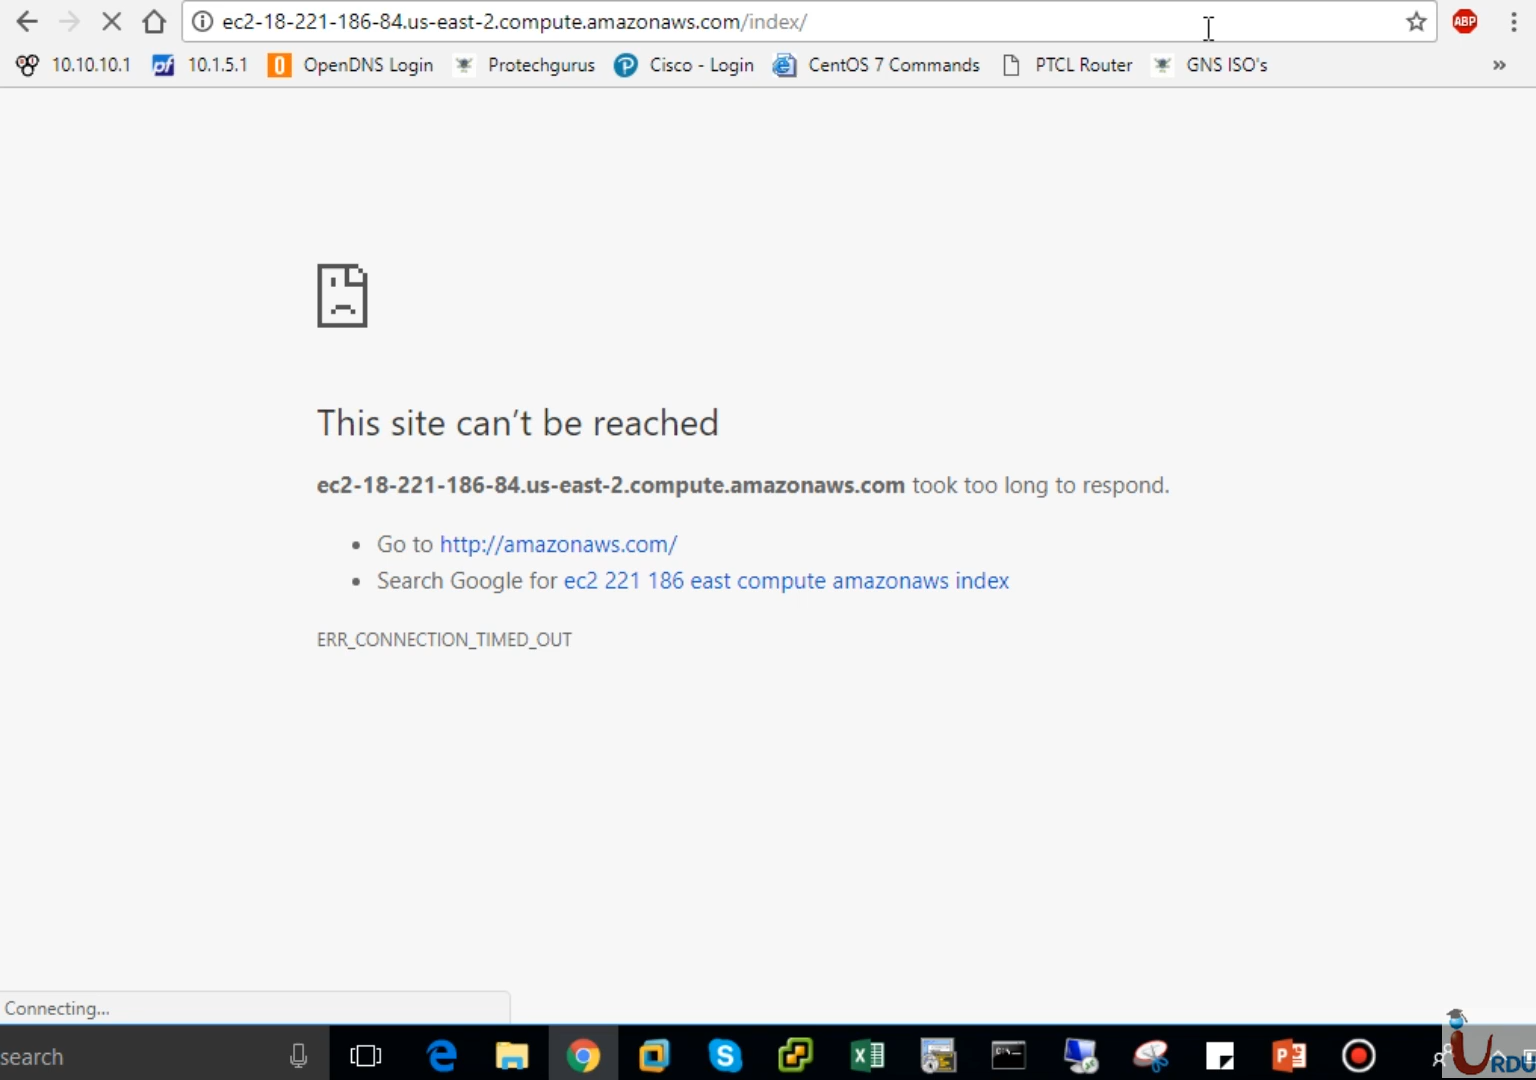 ec2-18-221-186-84.us-east-2.compute.amazonaws.com/index/
ABP
10.10.10.1 pf 10.1.5.1 OpenDNS Login Protechgurus Cisco - Login CentOS 7 Commands PTCL Router GNS ISO's »
This site can't be reached
ec2-18-221-186-84.us-east-2.compute.amazonaws.com took too long to respond.
• Go to http://amazonaws.com/
• Search Google for ec2 221 186 east compute amazonaws index
ERR_CONNECTION_TIMED_OUT
Connecting...
search
URDU